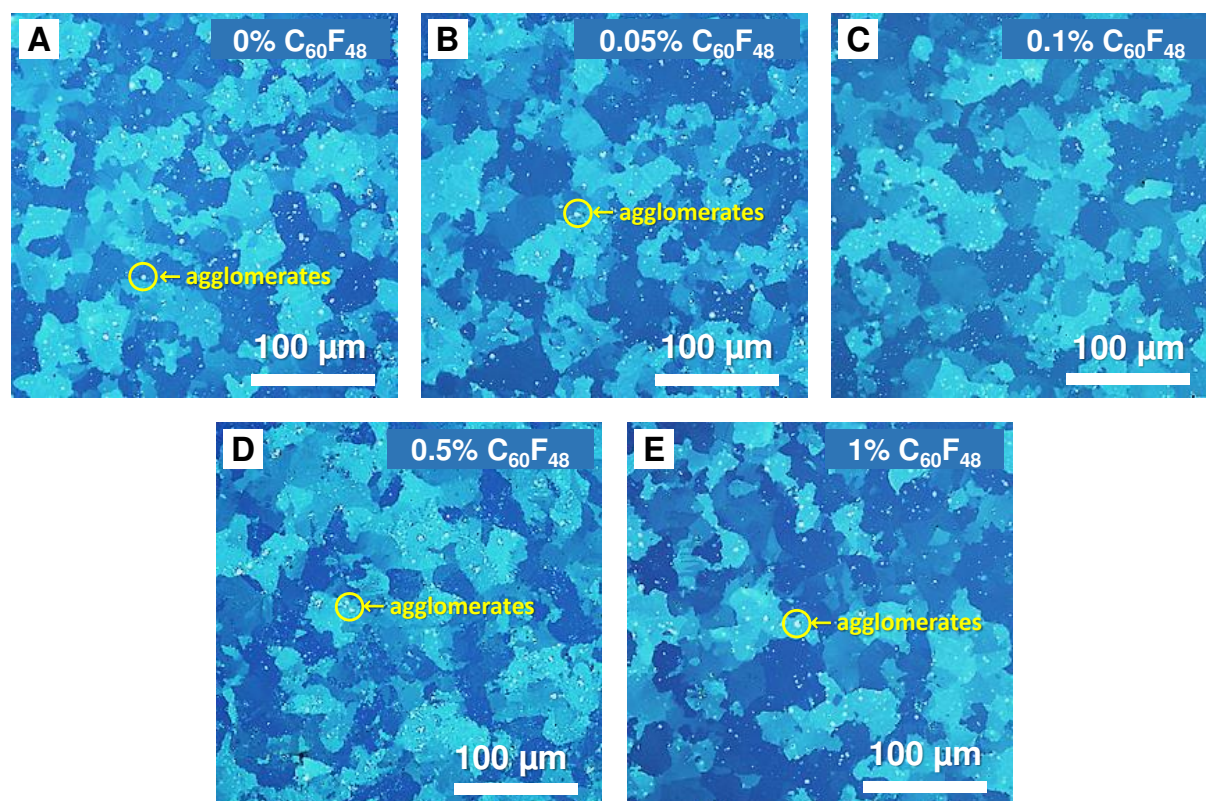 A
0% C₆₀F₄₈
← agglomerates
100 µm
B
0.05% C₆₀F₄₈
← agglomerates
100 µm
C
0.1% C₆₀F₄₈
100 µm
D
0.5% C₆₀F₄₈
← agglomerates
100 µm
E
1% C₆₀F₄₈
← agglomerates
100 µm